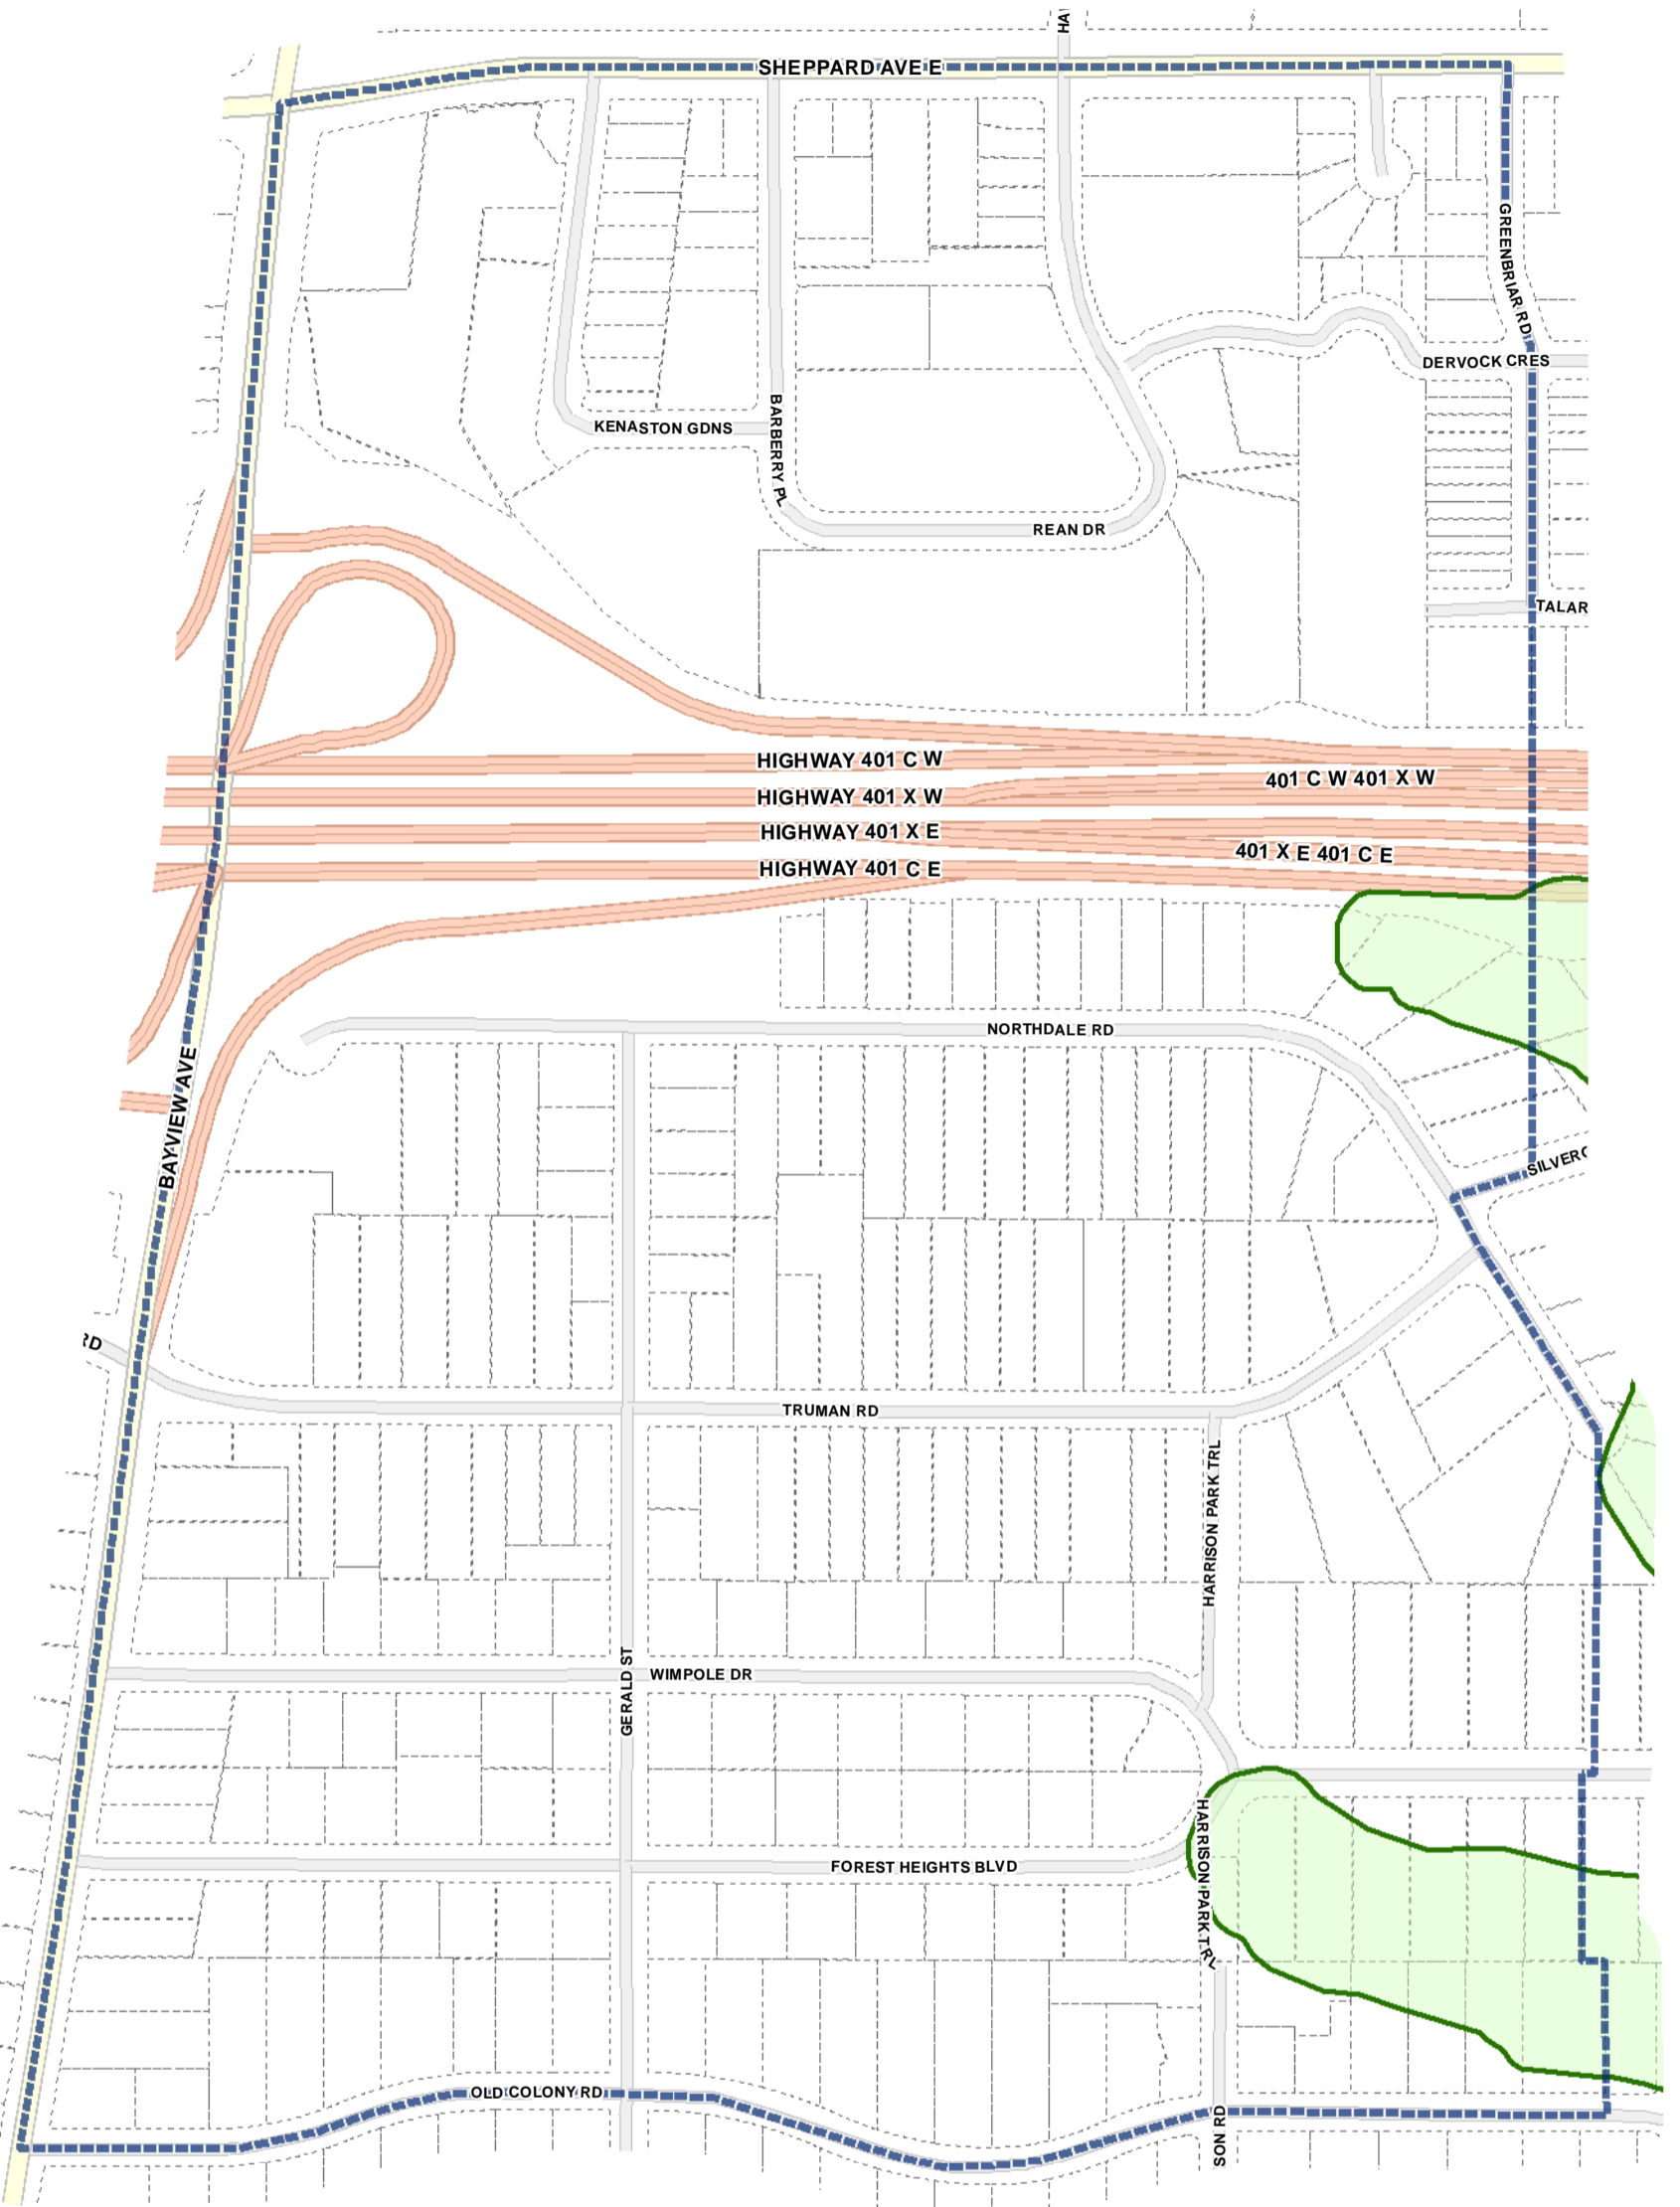 HA
SHEPPARD AVE E
GREENBRIAR RD
DERVOCK CRES
BARBERRY PL
KENASTON GDNS
REAN DR
TALAR
HIGHWAY 401 C W
401 C W 401 X W
HIGHWAY 401 X W
HIGHWAY 401 X E
401 X E 401 C E
HIGHWAY 401 C E
NORTHDALE RD
BAYVIEW AVE
SILVERC
RD
TRUMAN RD
HARRISON PARK TRL
GERALD ST
WIMPOLE DR
HARRISON PARK TRL
FOREST HEIGHTS BLVD
OLD COLONY RD
SON RD